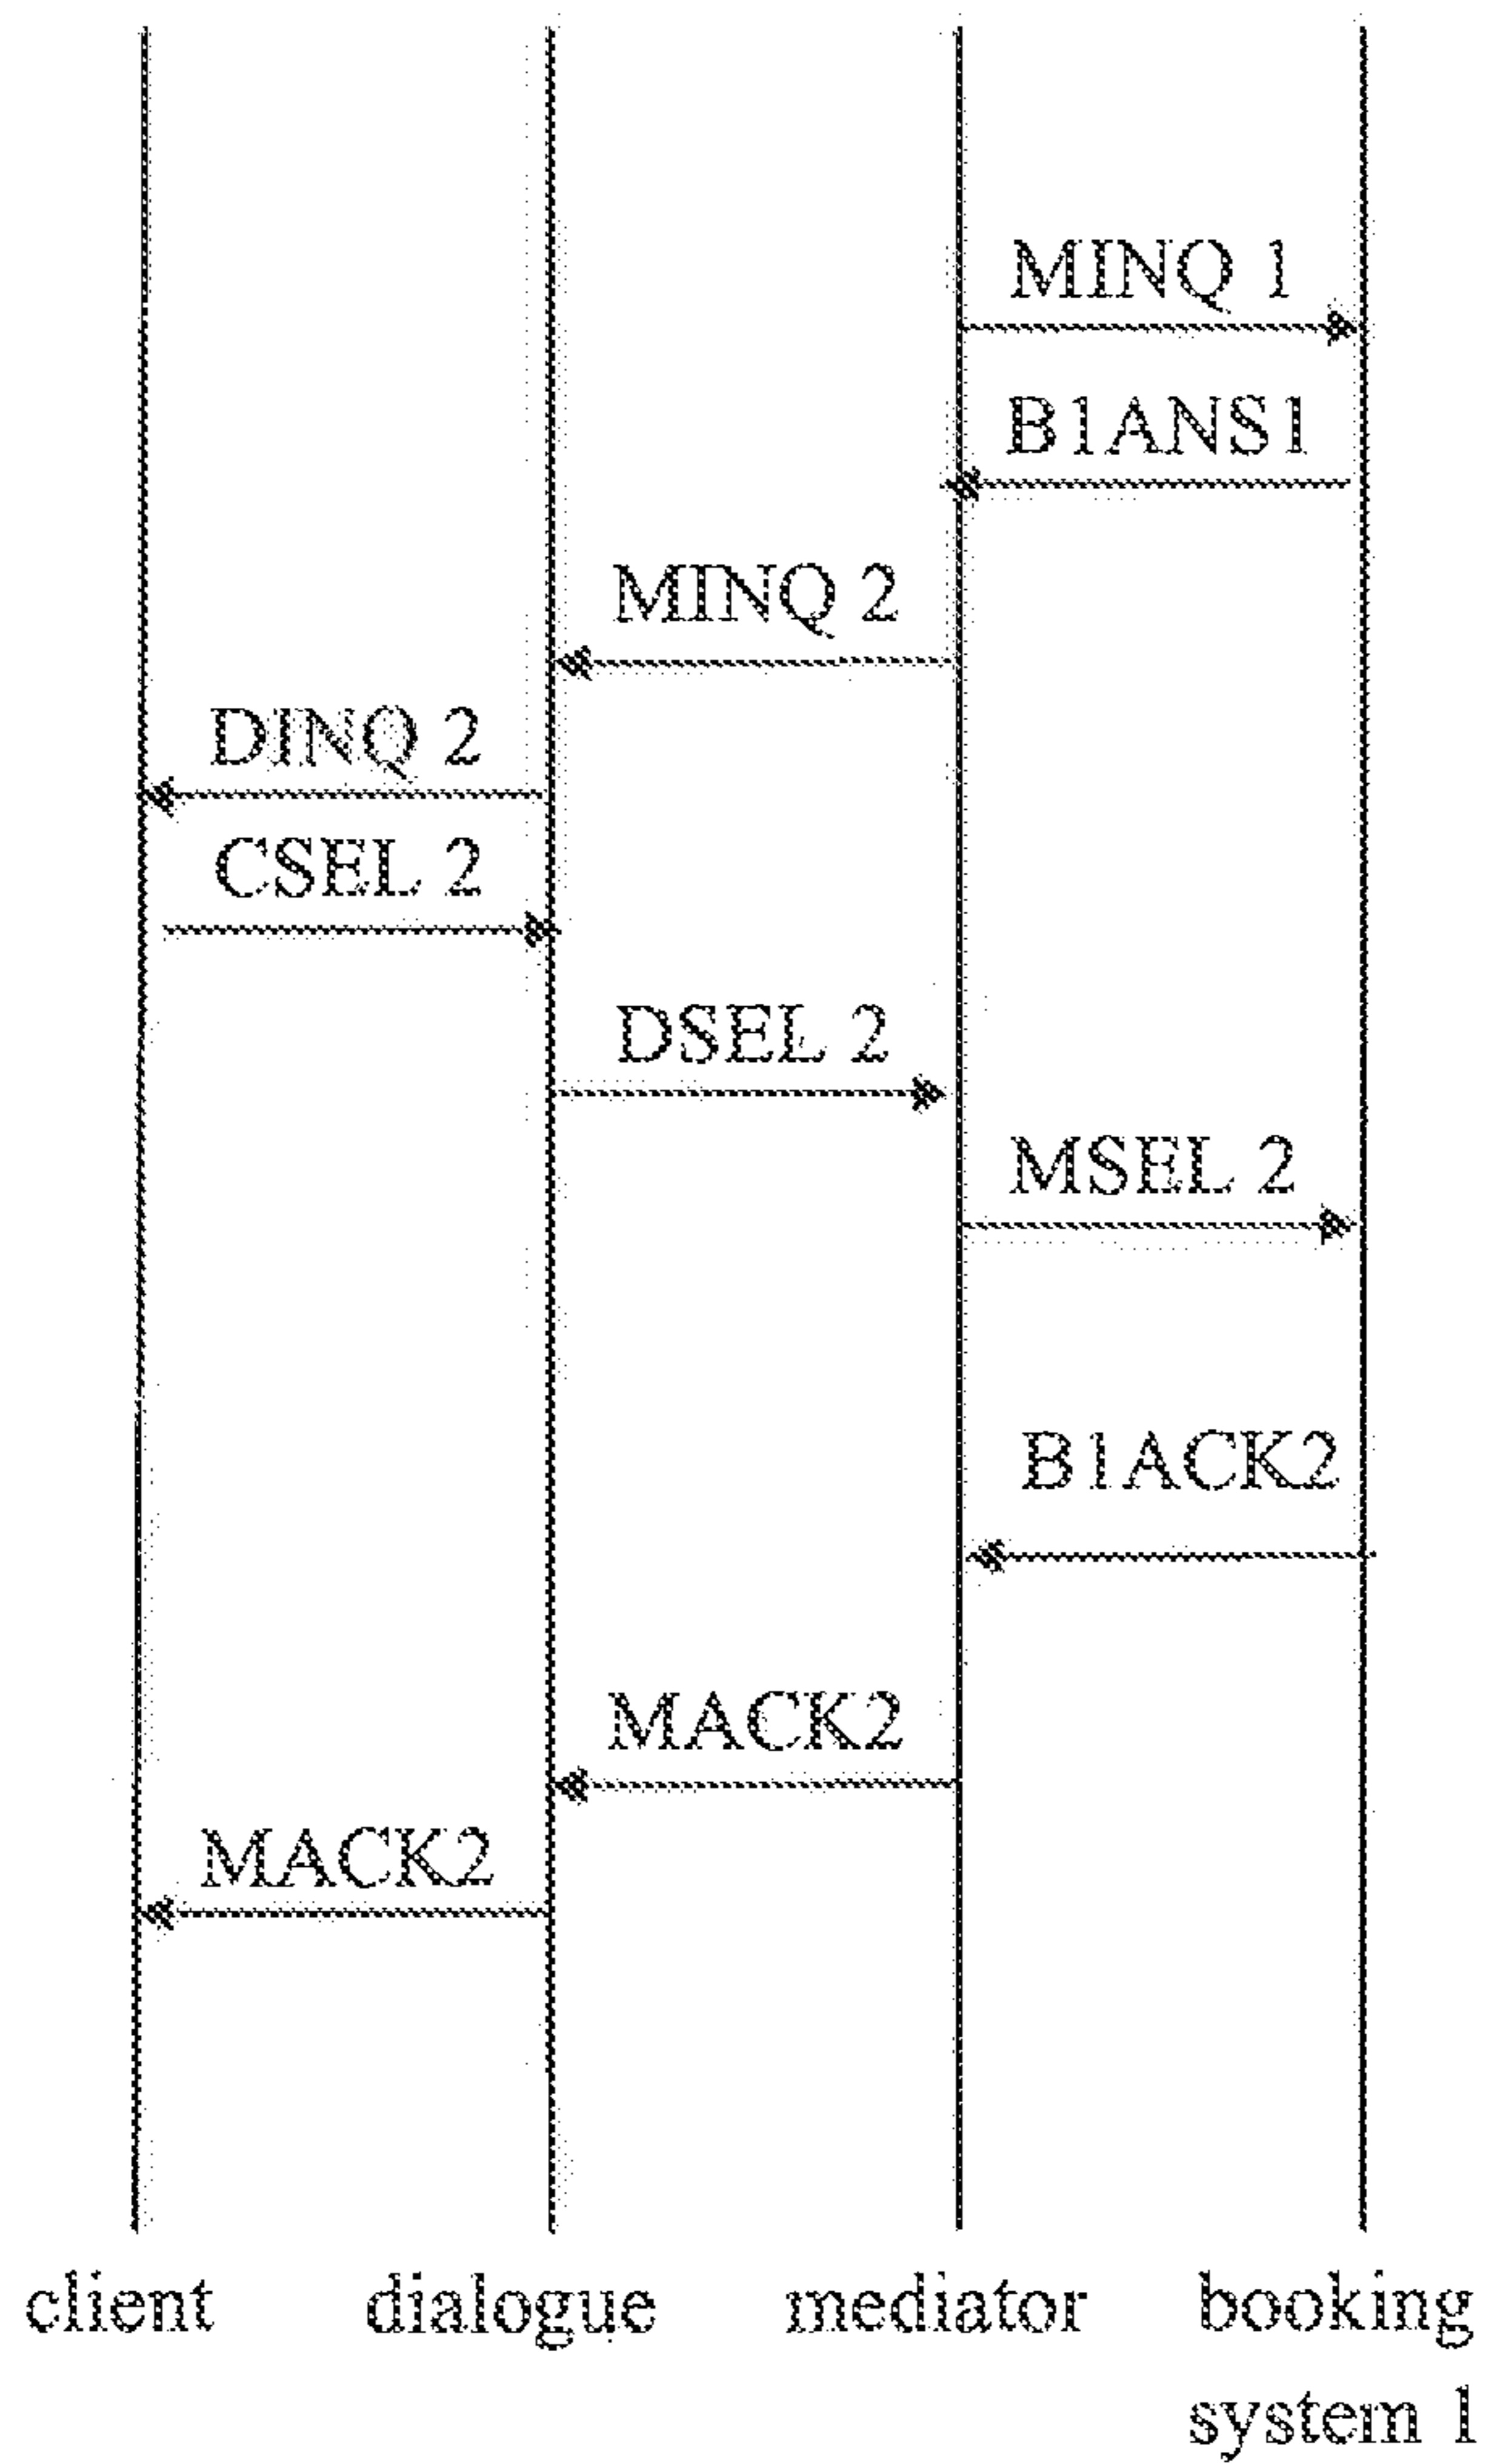 MINQ 1
B1ANS1
MINQ 2
DINQ 2
CSEL 2
DSEL 2
MSEL 2
B1ACK2
MACK2
MACK2
client dialogue mediator booking
system 1